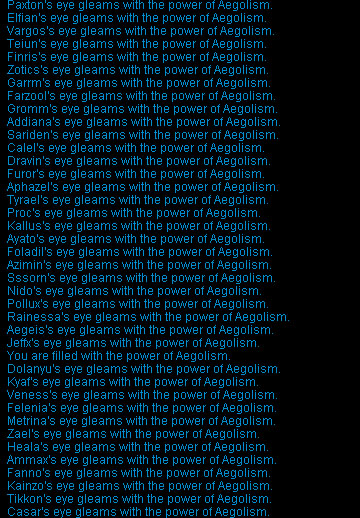 Paxton's eye gleams with the power of Aegolism.
Elfian's eye gleams with the power of Aegolism.
Vargos's eye gleams with the power of Aegolism.
Teiun's eye gleams with the power of Aegolism.
Finris's eye gleams with the power of Aegolism.
Zotics's eye gleams with the power of Aegolism.
Garrm's eye gleams with the power of Aegolism.
Farzool's eye gleams with the power of Aegolism.
Gromm's eye gleams with the power of Aegolism.
Addiana's eye gleams with the power of Aegolism.
Sariden's eye gleams with the power of Aegolism.
Calel's eye gleams with the power of Aegolism.
Dravin's eye gleams with the power of Aegolism.
Furor's eye gleams with the power of Aegolism.
Aphazel's eye gleams with the power of Aegolism.
Tyrael's eye gleams with the power of Aegolism.
Proc's eye gleams with the power of Aegolism.
Kallus's eye gleams with the power of Aegolism.
Ayato's eye gleams with the power of Aegolism.
Foladil's eye gleams with the power of Aegolism.
Azimin's eye gleams with the power of Aegolism.
Sssorn's eye gleams with the power of Aegolism.
Nido's eye gleams with the power of Aegolism.
Pollux's eye gleams with the power of Aegolism.
Rainessa's eye gleams with the power of Aegolism.
Aegeis's eye gleams with the power of Aegolism.
Jeffx's eye gleams with the power of Aegolism.
You are filled with the power of Aegolism.
Dolanyu's eye gleams with the power of Aegolism.
Kyaf's eye gleams with the power of Aegolism.
Veness's eye gleams with the power of Aegolism.
Felenia's eye gleams with the power of Aegolism.
Metrina's eye gleams with the power of Aegolism.
Zael's eye gleams with the power of Aegolism.
Heala's eye gleams with the power of Aegolism.
Ammax's eye gleams with the power of Aegolism.
Fanno's eye gleams with the power of Aegolism.
Kainzo's eye gleams with the power of Aegolism.
Tikkon's eye gleams with the power of Aegolism.
Casar's eye gleams with the power of Aegolism.